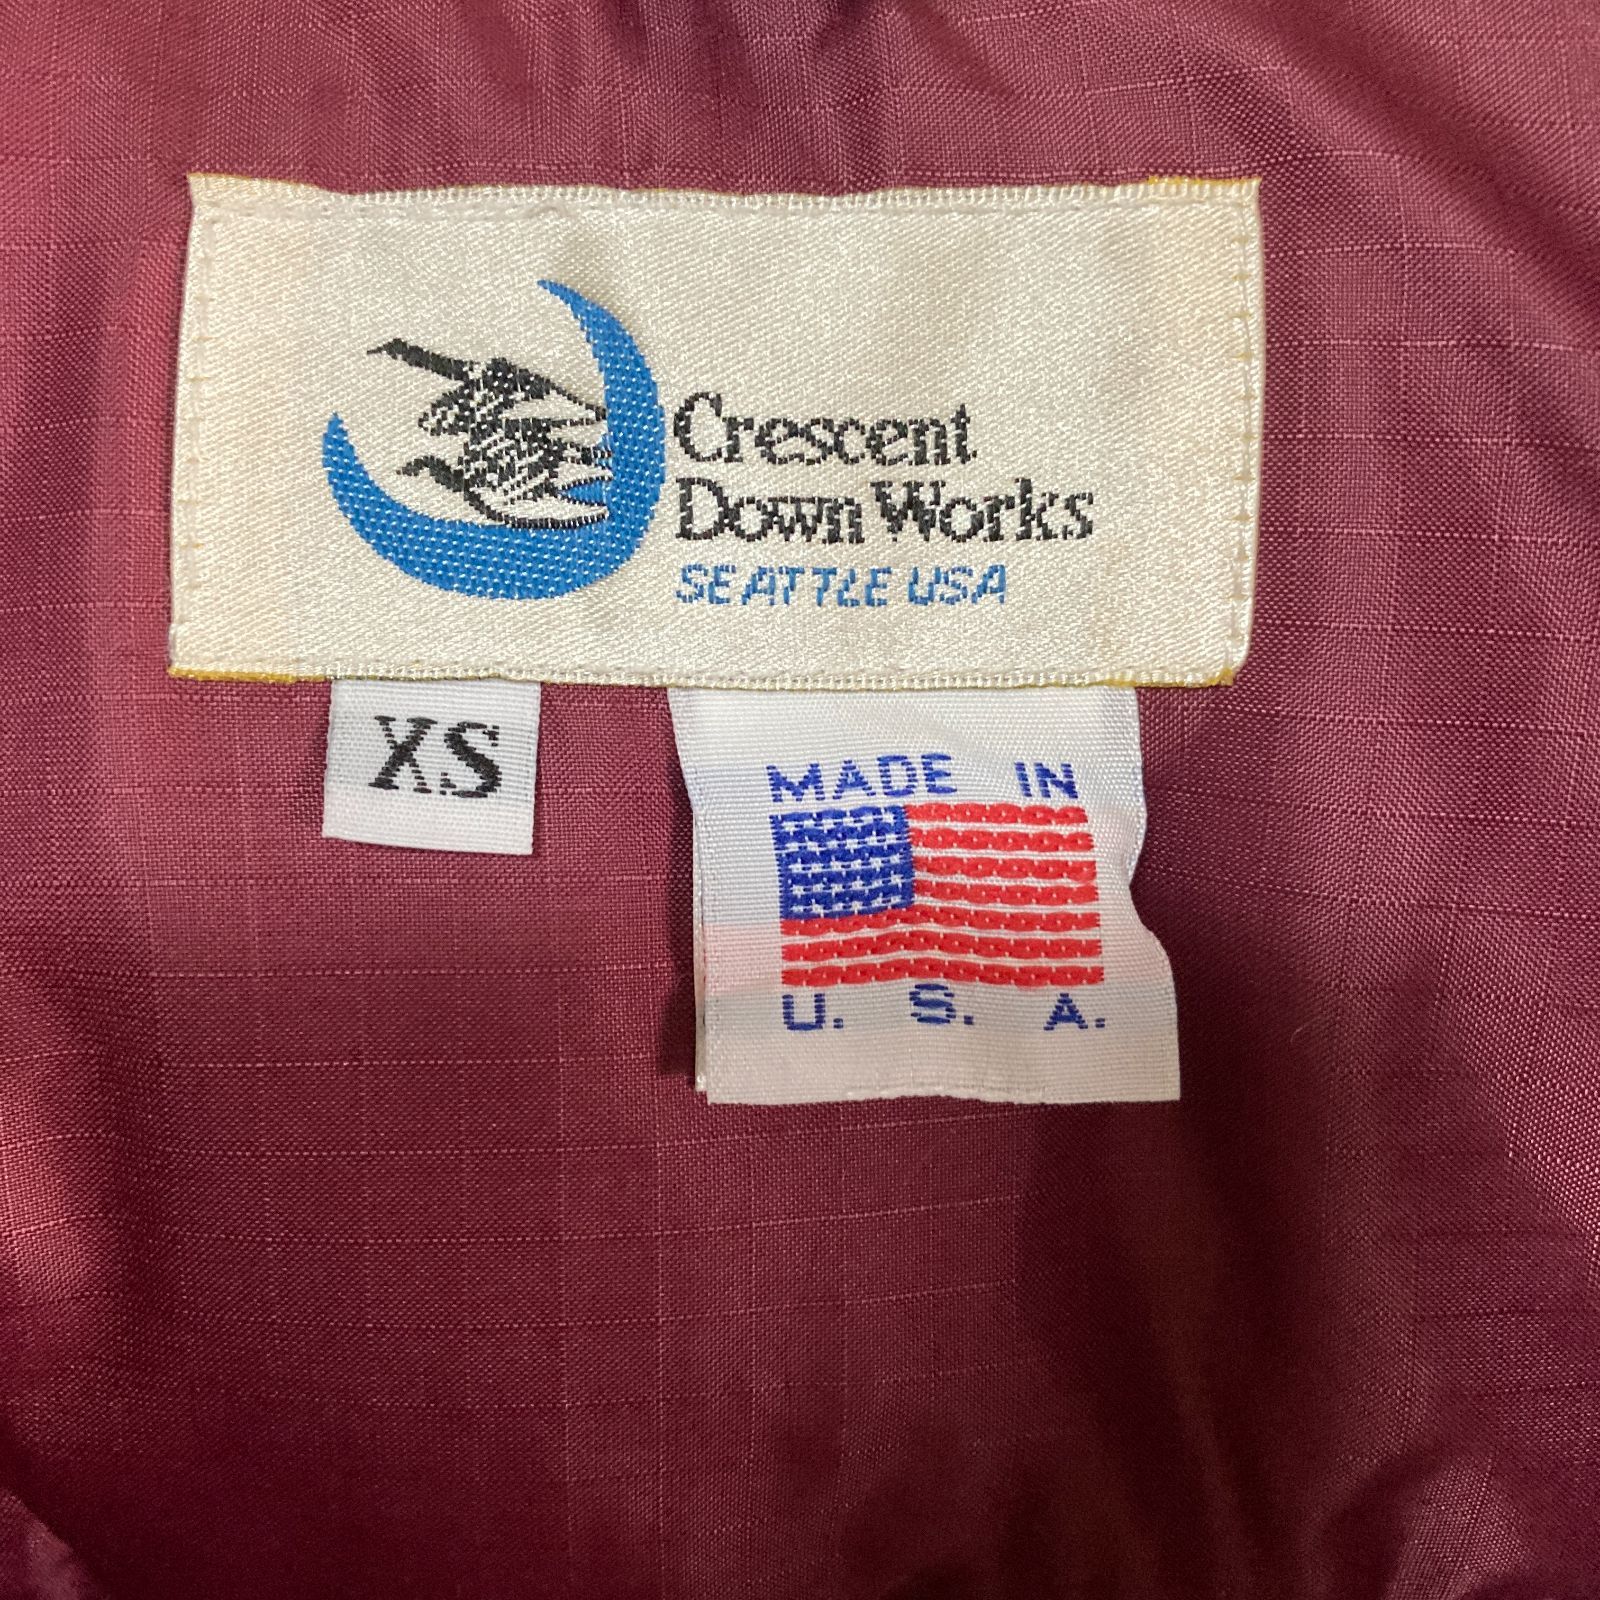 Crescent
Down Works
SEATTLE USA
XS
MADE IN
U. S. A.